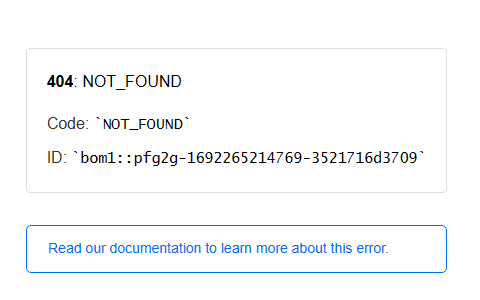 404: NOT_FOUND
Code: `NOT_FOUND`
ID: `bom1::pfg2g-1692265214769-3521716d3709`
Read our documentation to learn more about this error.